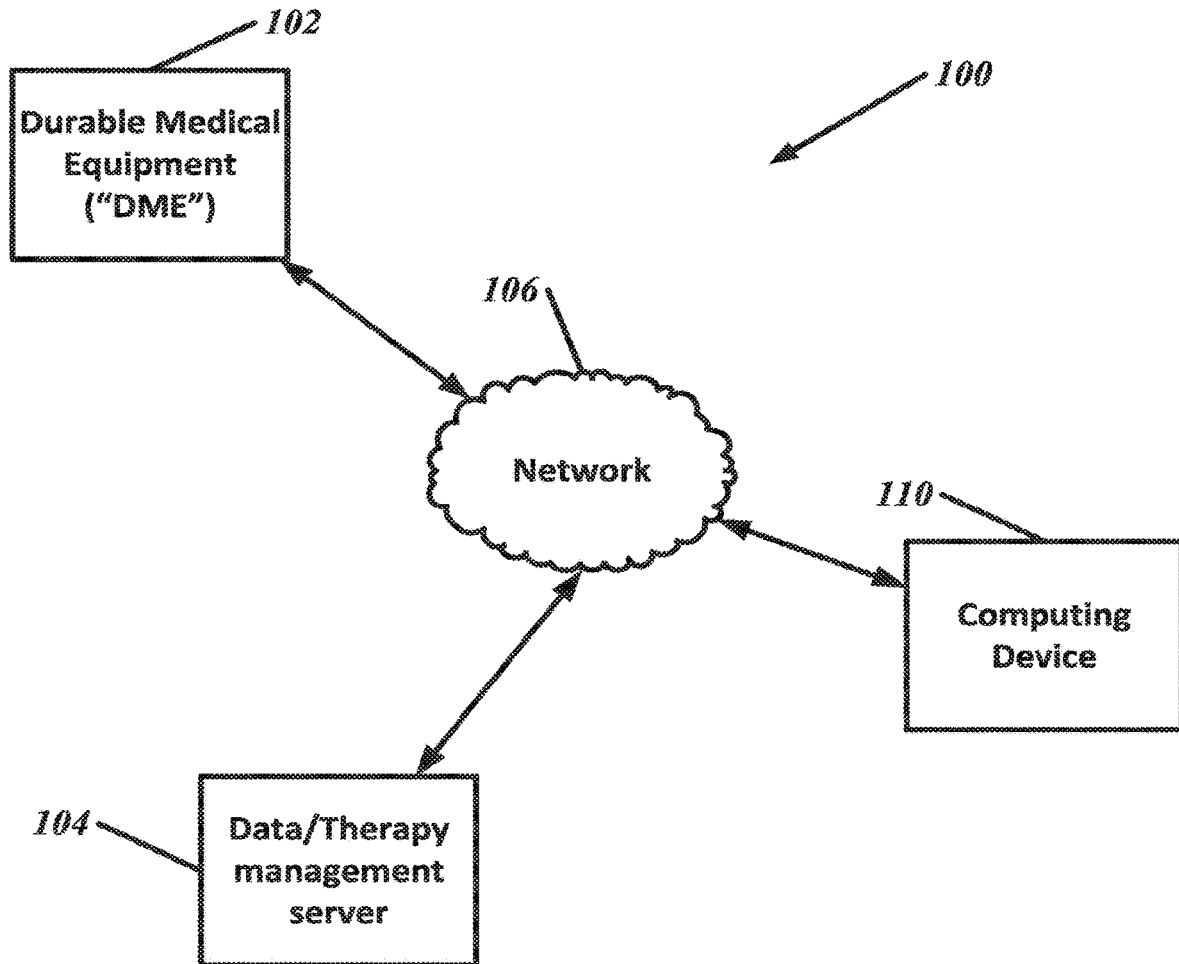 102
Durable Medical
Equipment
(“DME”)
100
106
Network
110
Computing
Device
104
Data/Therapy
management
server